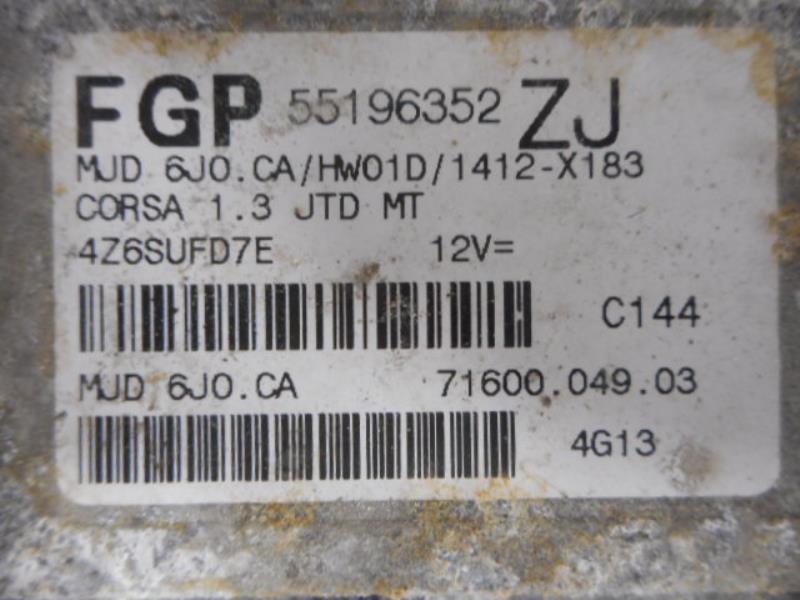 FGP 55196352 ZJ
MJD 6J0.CA/HW01D/1412-X183
CORSA 1.3 JTD MT
4Z6SUFD7E 12V=
C144
MJD 6J0.CA 71600.049.03
4G13